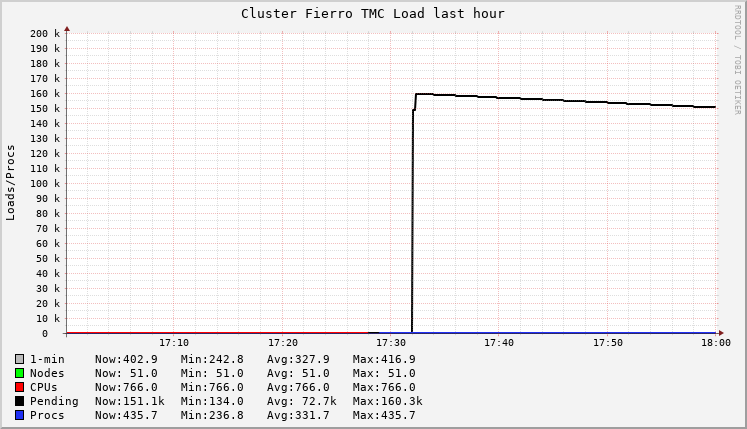 Cluster Fierro TMC Load last hour
RRDTOOL / TOBI OETIKER
Loads/Procs
200 k
190 k
180 k
170 k
160 k
150 k
140 k
130 k
120 k
110 k
100 k
90 k
80 k
70 k
60 k
50 k
40 k
30 k
20 k
10 k
0
17:10 17:20 17:30 17:40 17:50 18:00
1-min Now:402.9 Min:242.8 Avg:327.9 Max:416.9
Nodes Now: 51.0 Min: 51.0 Avg: 51.0 Max: 51.0
CPUs Now:766.0 Min:766.0 Avg:766.0 Max:766.0
Pending Now:151.1k Min:134.0 Avg: 72.7k Max:160.3k
Procs Now:435.7 Min:236.8 Avg:331.7 Max:435.7